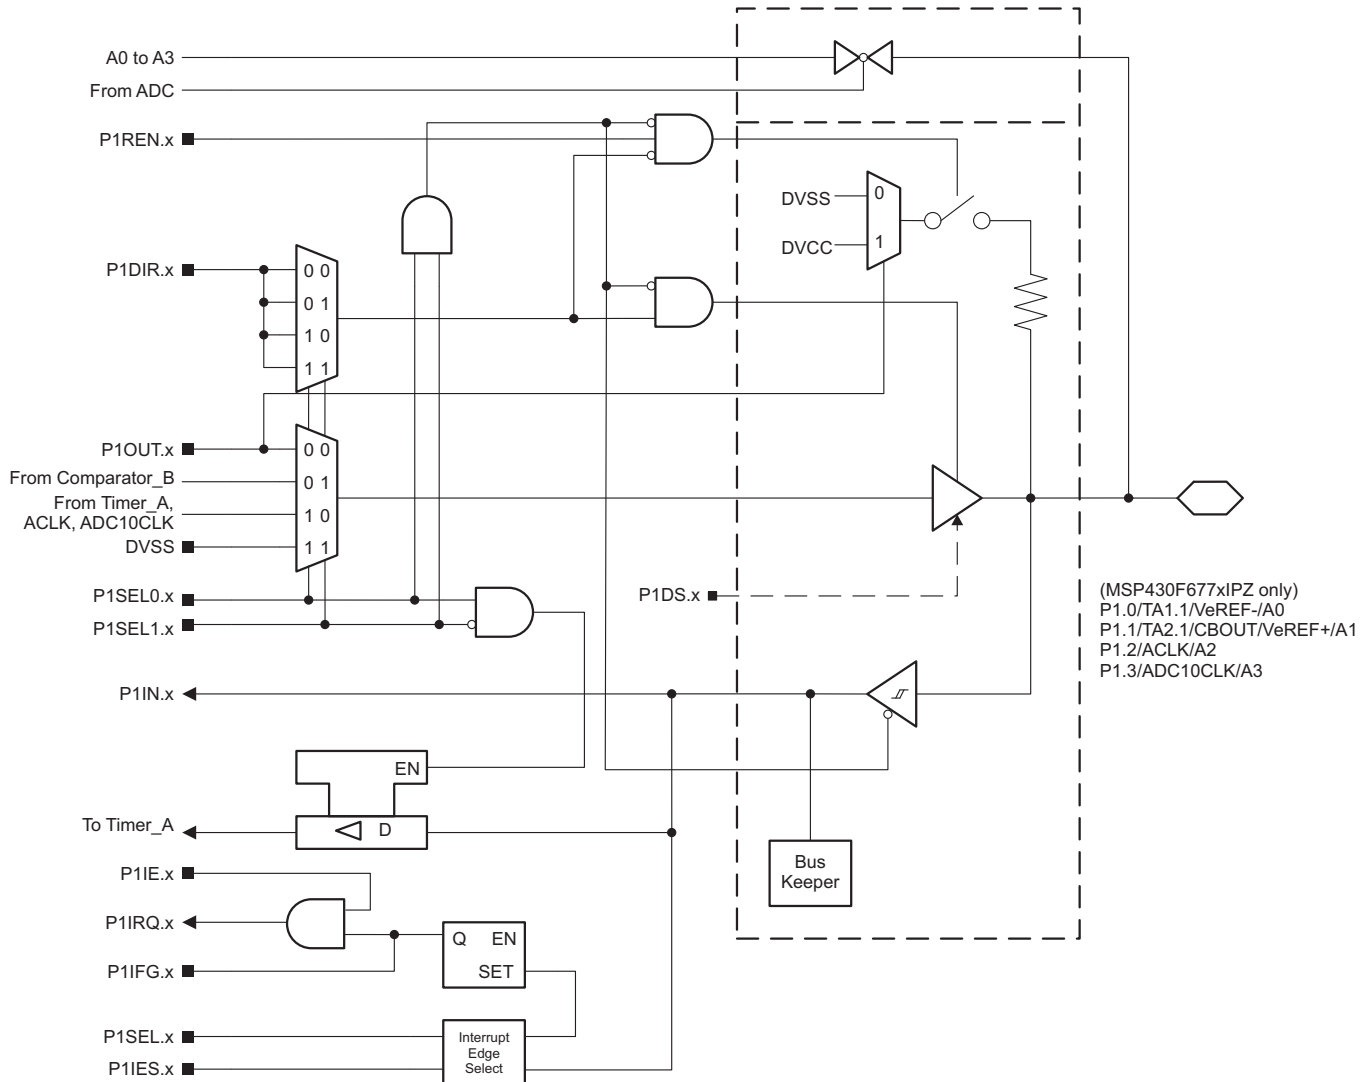 A0 to A3
From ADC
P1REN.x
DVSS
0
DVCC
1
P1DIR.x
0 0
0 1
1 0
1 1
P1OUT.x
0 0
From Comparator_B
0 1
From Timer_A,
ACLK, ADC10CLK
1 0
DVSS
1 1
P1SEL0.x
P1SEL1.x
P1DS.x
(MSP430F677xIPZ only)
P1.0/TA1.1/VeREF-/A0
P1.1/TA2.1/CBOUT/VeREF+/A1
P1.2/ACLK/A2
P1.3/ADC10CLK/A3
P1IN.x
EN
To Timer_A
D
Bus
Keeper
P1IE.x
P1IRQ.x
Q EN
P1IFG.x
SET
P1SEL.x
P1IES.x
Interrupt
Edge
Select